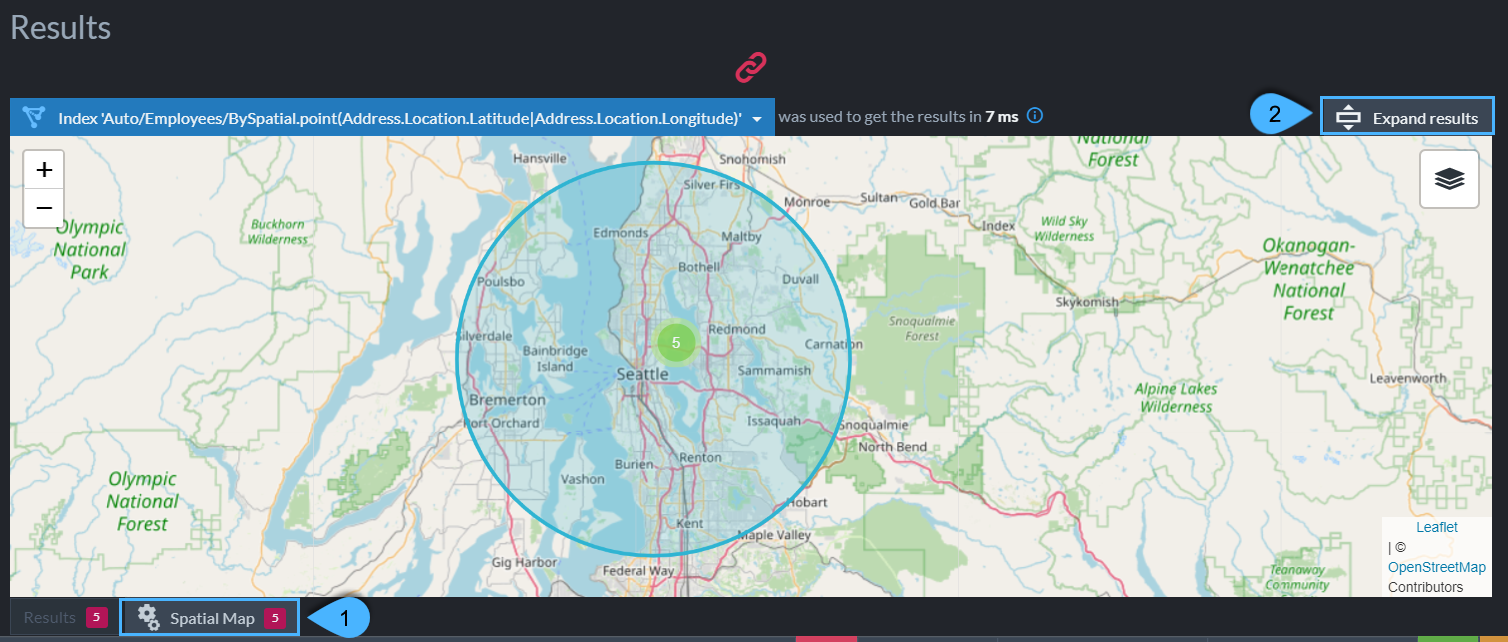 Results
Index 'Auto/Employees/BySpatial.point(Address.Location.Latitude|Address.Location.Longitude)' was used to get the results in 7 ms
2
Expand results
+
−
Hansville
Snohomish
National
Forest
Silver Firs
Monroe
Sultan
Gold Bar
Index
Wild Sky
Wilderness
Olympic
National
Park
Buckhorn
Wilderness
Edmonds
Maltby
Okanogan-
Wenatchee
National
Forest
Bothell
Poulsbo
Duvall
Skykomish
Snoqualmie
Forest
Silverdale
Redmond
5
Carnation
Bainbridge
Island
Seattle
Sammamish
Leavenworth
Alpine Lakes
Wilderness
Bremerton
Port Orchard
Issaquah
Snoqualmie
North Bend
Renton
Burien
Vashon
Olympic
National
Forest
Hobart
Kent
Maple Valley
Gig Harbor
Federal Way
Teanaway
Community
Leaflet
| ©
OpenStreetMap
Contributors
Results 5
Spatial Map 5
1